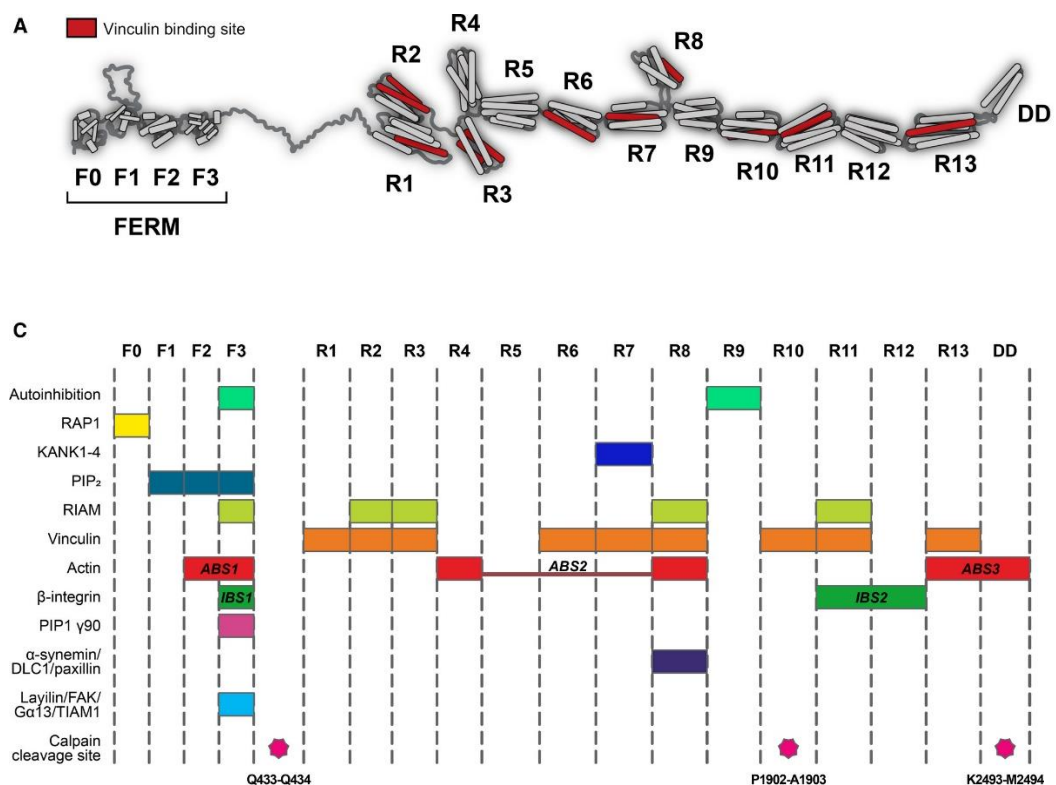 A
Vinculin binding site
R4
R2
R8
R5
R6
DD
F0 F1 F2 F3
R1
R3
R7
R9
R10
R11
R12
R13
FERM
C
F0 F1 F2 F3 R1 R2 R3 R4 R5 R6 R7 R8 R9 R10 R11 R12 R13 DD
Autoinhibition
RAP1
KANK1-4
PIP₂
RIAM
Vinculin
Actin ABS1 ABS2 ABS3
β-integrin IBS1 IBS2
PIP1 γ90
α-synemin/
DLC1/paxillin
Layilin/FAK/
Gα13/TIAM1
Calpain
cleavage site
Q433-Q434 P1902-A1903 K2493-M2494